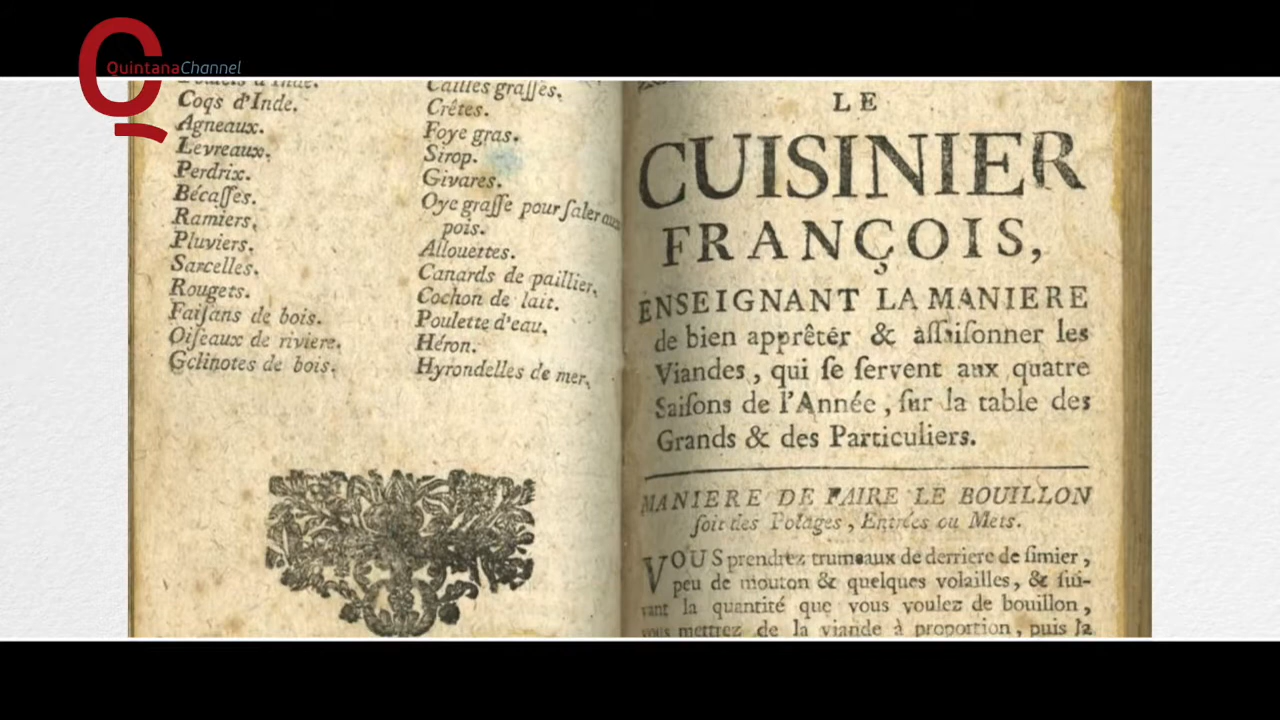 QuintanaChannel
Coqs d'Inde.
Agneaux.
Levreaux.
Perdrix.
Bécaſſes.
Ramiers.
Pluviers.
Sarcelles.
Rougets.
Faiſans de bois.
Oiſeaux de riviere.
Gelinotes de bois.
Cailles graſſes.
Crêtes.
Foye gras.
Sirop.
Givares.
Oye graſſe pour ſaler aux
pois.
Allouettes.
Canards de paillier.
Cochon de lait.
Poulette d'eau.
Héron.
Hyrondelles de mer.
LE
CUISINIER
FRANÇOIS,
ENSEIGNANT LA MANIERE
de bien apprêter & aſſaiſonner les
Viandes, qui ſe ſervent aux quatre
Saiſons de l'Année, ſur la table des
Grands & des Particuliers.
MANIERE DE FAIRE LE BOUILLON
ſoit des Potages, Entrées ou Mets.
VOUS prendrez trumeaux de derriere de ſimier,
peu de mouton & quelques volailles, & ſui-
vant la quantité que vous voulez de bouillon,
vous mettrez de la viande à proportion, puis la